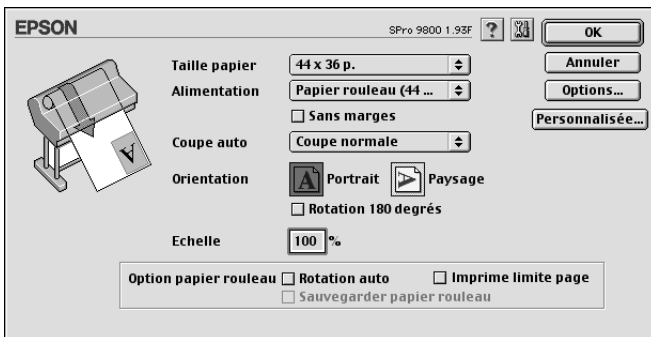 EPSON SPro 9800 1.93F ? OK
Taille papier 44 x 36 p. Annuler
Alimentation Papier rouleau (44 ... Options...
Sans marges Personnalisée...
Coupe auto Coupe normale
Orientation A Portrait A Paysage
Rotation 180 degrés
Echelle 100 %
Option papier rouleau Rotation auto Imprime limite page
Sauvegarder papier rouleau
A